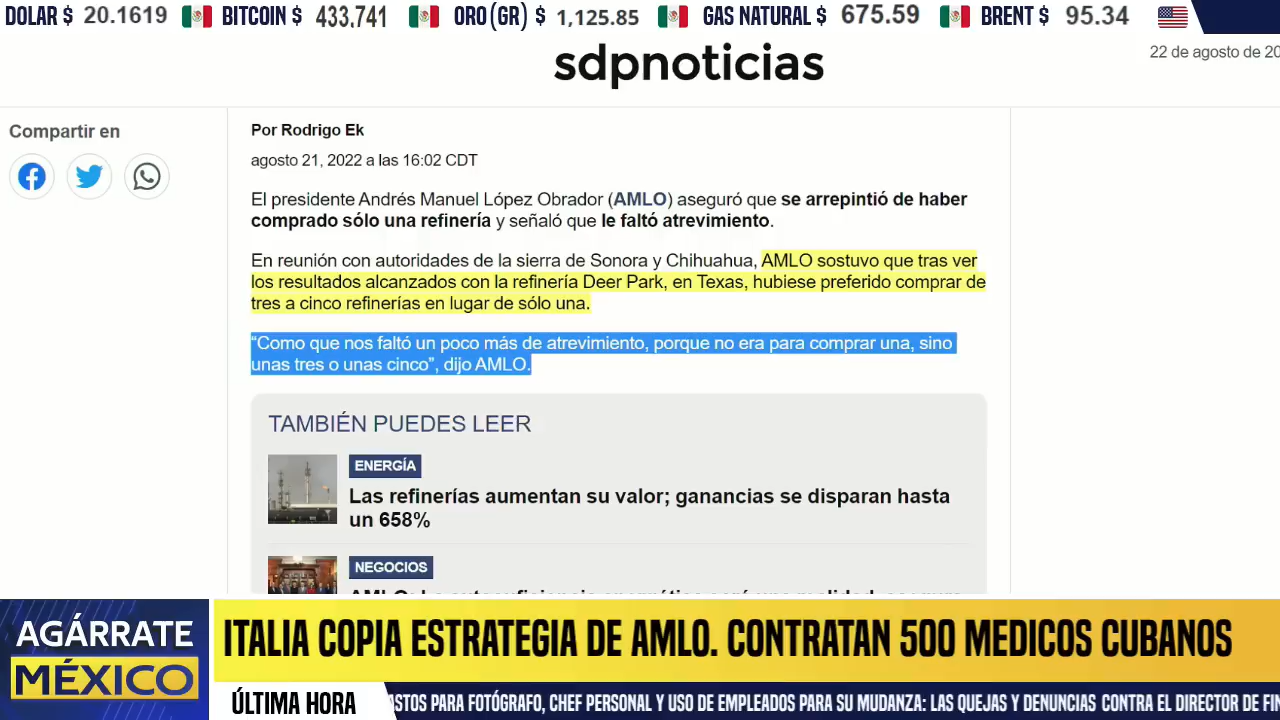 DOLAR $ 20.1619 BITCOIN $ 433,741 ORO (GR) $ 1,125.85 GAS NATURAL $ 675.59 BRENT $ 95.34
sdpnoticias
22 de agosto de 20
Compartir en
Por Rodrigo Ek
agosto 21, 2022 a las 16:02 CDT
El presidente Andrés Manuel López Obrador (AMLO) aseguró que se arrepintió de haber
comprado sólo una refinería y señaló que le faltó atrevimiento.
En reunión con autoridades de la sierra de Sonora y Chihuahua, AMLO sostuvo que tras ver
los resultados alcanzados con la refinería Deer Park, en Texas, hubiese preferido comprar de
tres a cinco refinerías en lugar de sólo una.
“Como que nos faltó un poco más de atrevimiento, porque no era para comprar una, sino
unas tres o unas cinco”, dijo AMLO.
TAMBIÉN PUEDES LEER
ENERGÍA
Las refinerías aumentan su valor; ganancias se disparan hasta
un 658%
NEGOCIOS
AGÁRRATE
MÉXICO
ITALIA COPIA ESTRATEGIA DE AMLO. CONTRATAN 500 MEDICOS CUBANOS
ÚLTIMA HORA
ASTOS PARA FOTÓGRAFO, CHEF PERSONAL Y USO DE EMPLEADOS PARA SU MUDANZA: LAS QUEJAS Y DENUNCIAS CONTRA EL DIRECTOR DE FIN